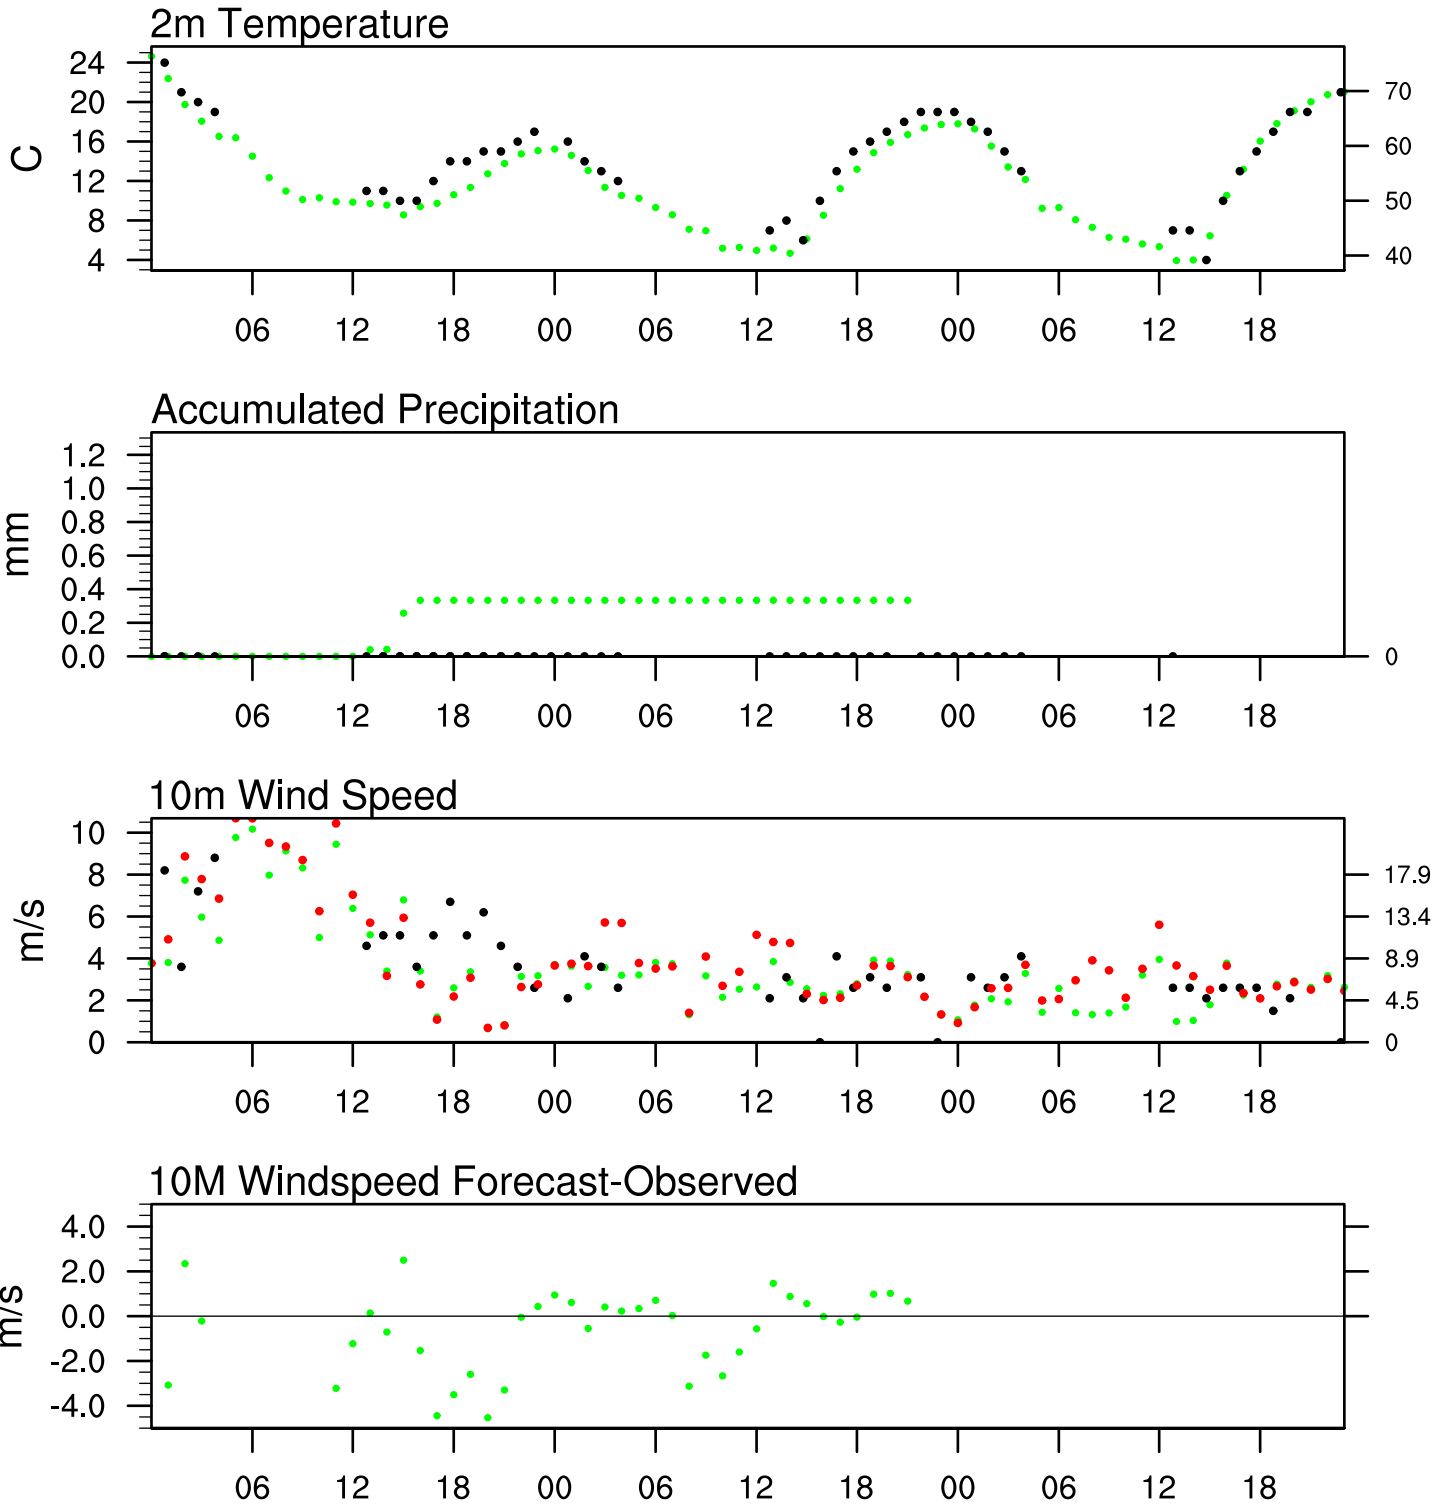 2m Temperature
24
20
16
12
8
4
C
70
60
50
40
06 12 18 00 06 12 18 00 06 12 18
Accumulated Precipitation
1.2
1.0
0.8
0.6
0.4
0.2
0.0
mm
0
06 12 18 00 06 12 18 00 06 12 18
10m Wind Speed
10
8
6
4
2
0
m/s
17.9
13.4
8.9
4.5
0
06 12 18 00 06 12 18 00 06 12 18
10M Windspeed Forecast-Observed
4.0
2.0
0.0
-2.0
-4.0
m/s
06 12 18 00 06 12 18 00 06 12 18